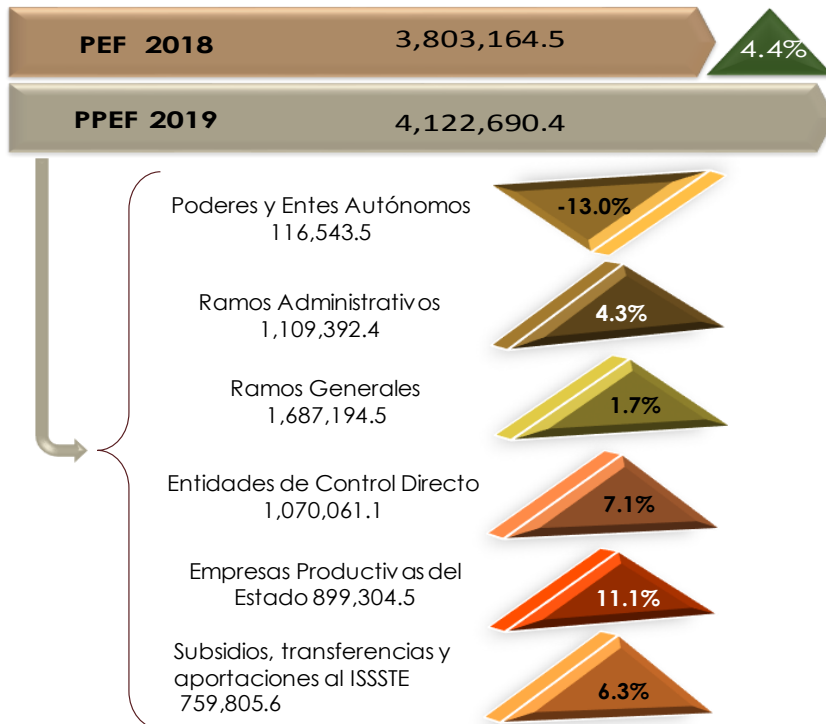 PEF 2018 3,803,164.5 4.4%
PPEF 2019 4,122,690.4
Poderes y Entes Autónomos
116,543.5
-13.0%
Ramos Administrativos
1,109,392.4
4.3%
Ramos Generales
1,687,194.5
1.7%
Entidades de Control Directo
1,070,061.1
7.1%
Empresas Productivas del
Estado 899,304.5
11.1%
Subsidios, transferencias y
aportaciones al ISSSTE
759,805.6
6.3%